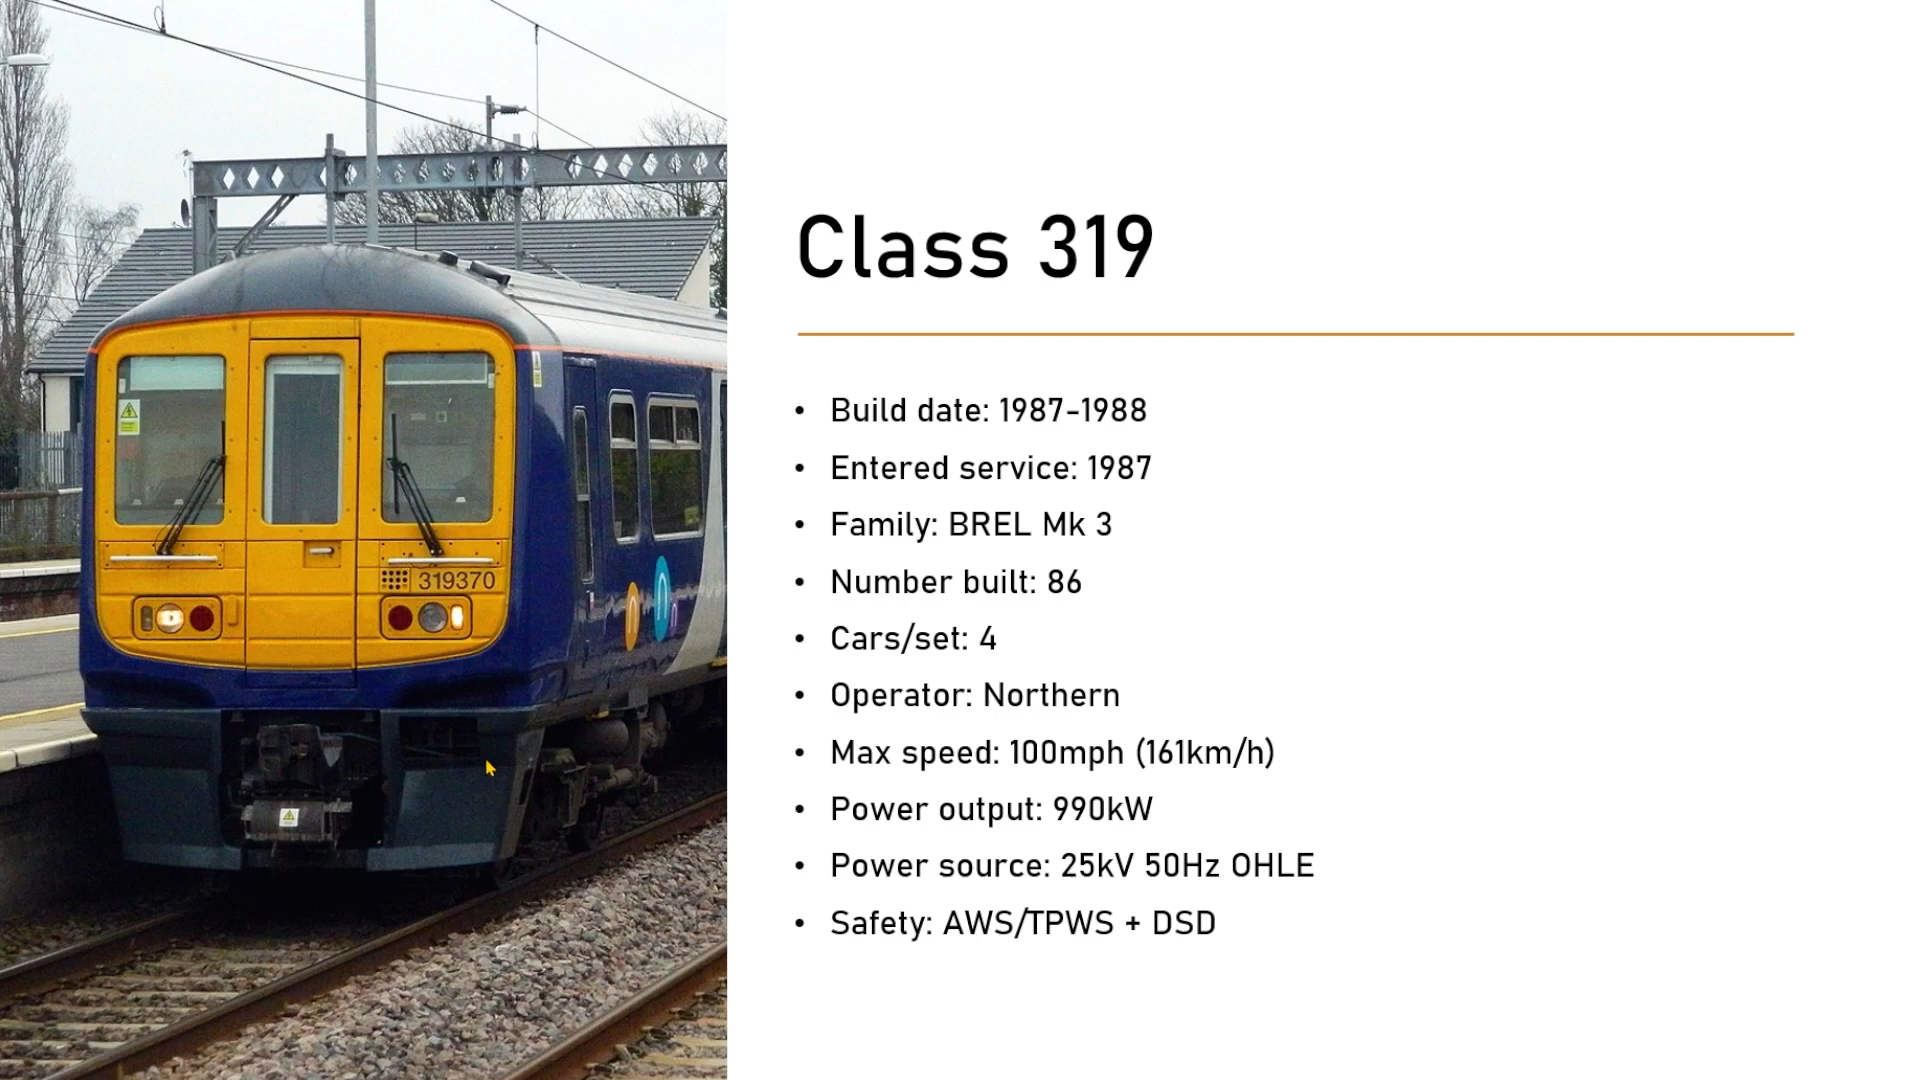 Class 319
Build date: 1987-1988
Entered service: 1987
Family: BREL Mk 3
Number built: 86
Cars/set: 4
Operator: Northern
Max speed: 100mph (161km/h)
Power output: 990kW
Power source: 25kV 50Hz OHLE
Safety: AWS/TPWS + DSD
319370
n
n
n